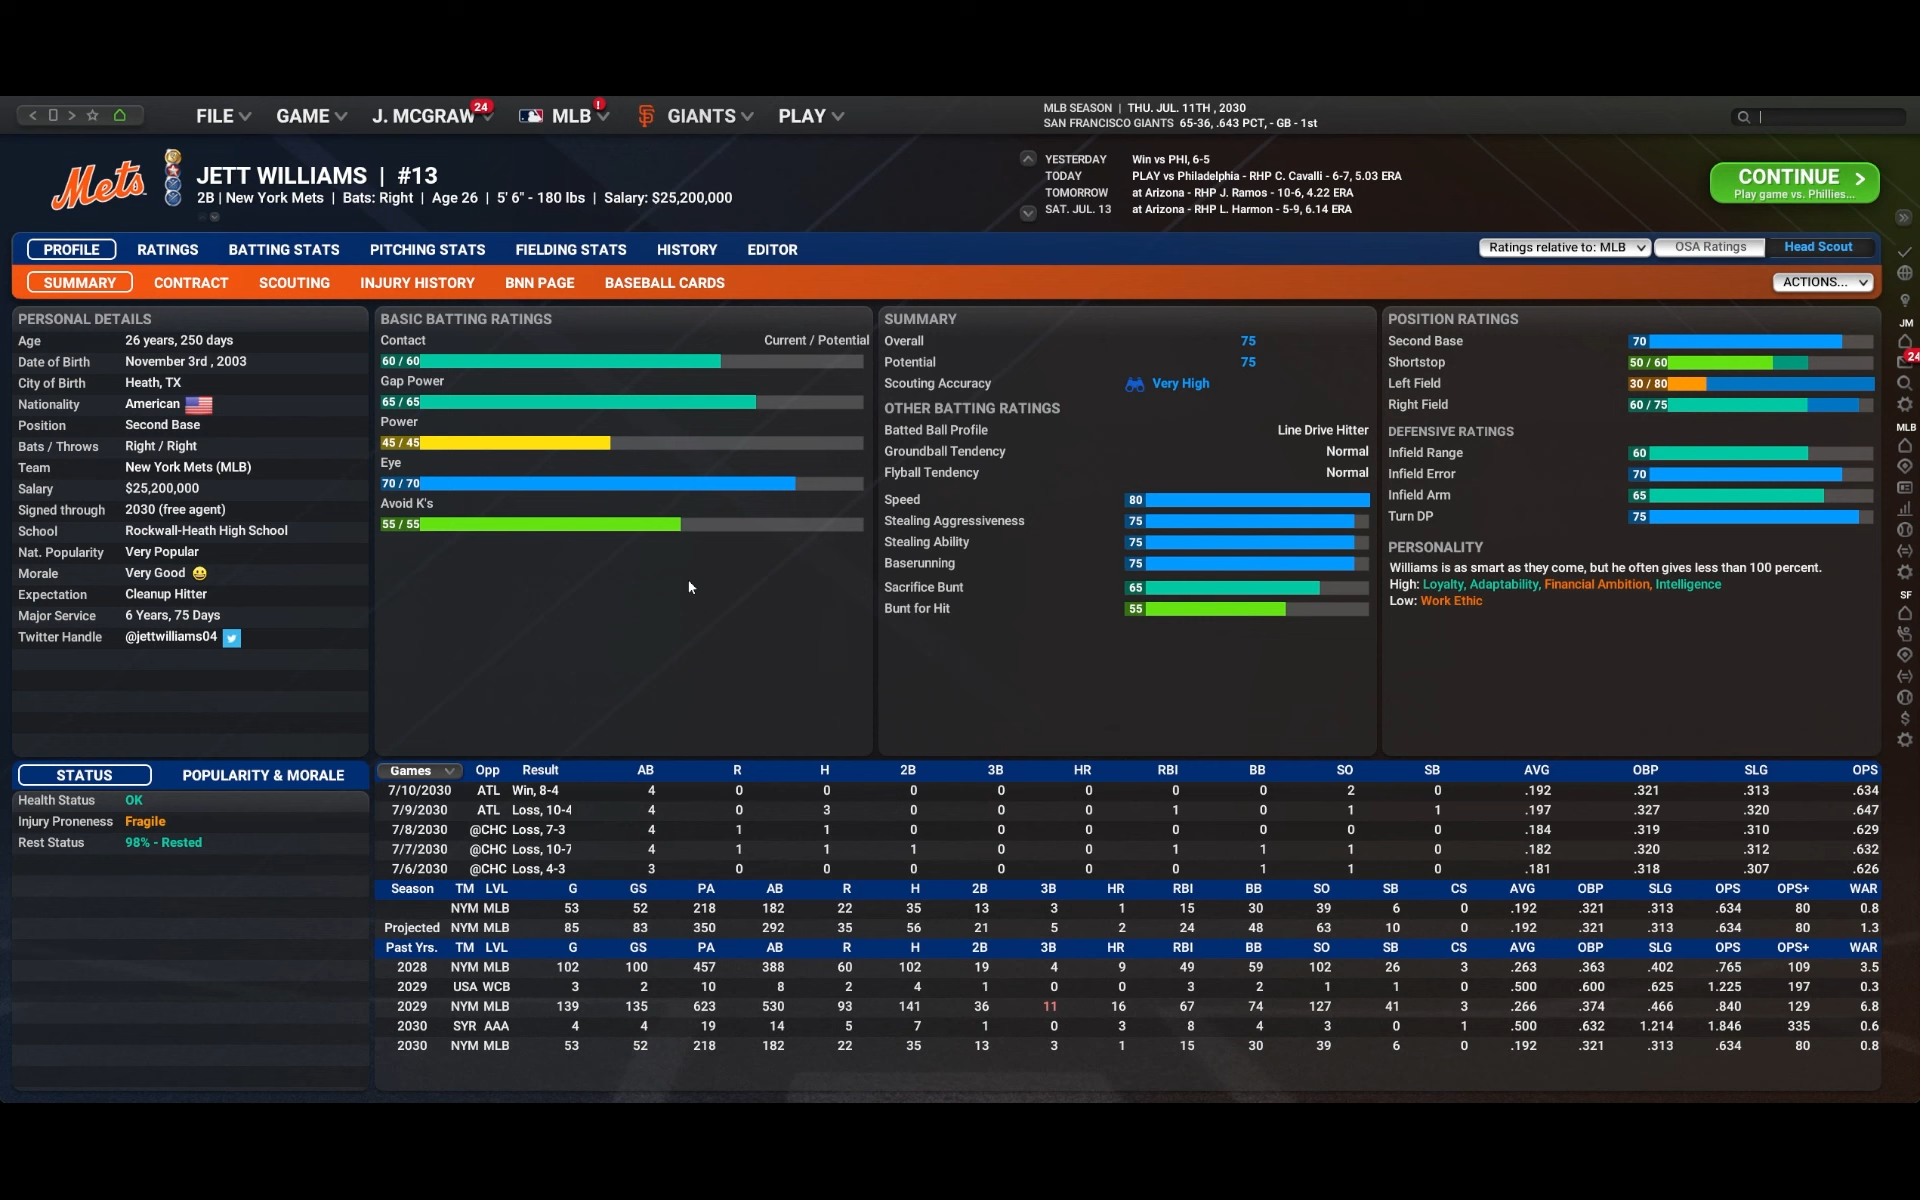 FILE GAME J. MCGRAW 24 MLB ! GIANTS PLAY
MLB SEASON | THU. JUL. 11TH , 2030
SAN FRANCISCO GIANTS 65-36, .643 PCT, - GB - 1st
Mets
JETT WILLIAMS | #13
2B | New York Mets | Bats: Right | Age 26 | 5' 6" - 180 lbs | Salary: $25,200,000
YESTERDAY Win vs PHI, 6-5
TODAY PLAY vs Philadelphia - RHP C. Cavalli - 6-7, 5.03 ERA
TOMORROW at Arizona - RHP J. Ramos - 10-6, 4.22 ERA
SAT. JUL. 13 at Arizona - RHP L. Harmon - 5-9, 6.14 ERA
CONTINUE >
Play game vs. Phillies...
PROFILE RATINGS BATTING STATS PITCHING STATS FIELDING STATS HISTORY EDITOR
Ratings relative to: MLB OSA Ratings Head Scout
SUMMARY CONTRACT SCOUTING INJURY HISTORY BNN PAGE BASEBALL CARDS
ACTIONS...
PERSONAL DETAILS
Age 26 years, 250 days
Date of Birth November 3rd , 2003
City of Birth Heath, TX
Nationality American
Position Second Base
Bats / Throws Right / Right
Team New York Mets (MLB)
Salary $25,200,000
Signed through 2030 (free agent)
School Rockwall-Heath High School
Nat. Popularity Very Popular
Morale Very Good
Expectation Cleanup Hitter
Major Service 6 Years, 75 Days
Twitter Handle @jettwilliams04
BASIC BATTING RATINGS
Contact Current / Potential
60 / 60
Gap Power
65 / 65
Power
45 / 45
Eye
70 / 70
Avoid K's
55 / 55
SUMMARY
Overall 75
Potential 75
Scouting Accuracy Very High
OTHER BATTING RATINGS
Batted Ball Profile Line Drive Hitter
Groundball Tendency Normal
Flyball Tendency Normal
Speed 80
Stealing Aggressiveness 75
Stealing Ability 75
Baserunning 75
Sacrifice Bunt 65
Bunt for Hit 55
POSITION RATINGS
Second Base 70
Shortstop 50 / 60
Left Field 30 / 80
Right Field 60 / 75
DEFENSIVE RATINGS
Infield Range 60
Infield Error 70
Infield Arm 65
Turn DP 75
PERSONALITY
Williams is as smart as they come, but he often gives less than 100 percent.
High: Loyalty, Adaptability, Financial Ambition, Intelligence
Low: Work Ethic
JM
24
MLB
SF
STATUS POPULARITY & MORALE
Health Status OK
Injury Proneness Fragile
Rest Status 98% - Rested
Games Opp Result AB R H 2B 3B HR RBI BB SO SB AVG OBP SLG OPS
7/10/2030 ATL Win, 8-4 4 0 0 0 0 0 0 0 2 0 .192 .321 .313 .634
7/9/2030 ATL Loss, 10-4 4 0 3 0 0 0 1 0 1 1 .197 .327 .320 .647
7/8/2030 @CHC Loss, 7-3 4 1 1 0 0 0 0 0 0 0 .184 .319 .310 .629
7/7/2030 @CHC Loss, 10-7 4 1 1 1 0 0 1 1 1 0 .182 .320 .312 .632
7/6/2030 @CHC Loss, 4-3 3 0 0 0 0 0 0 1 1 0 .181 .318 .307 .626
Season TM LVL G GS PA AB R H 2B 3B HR RBI BB SO SB CS AVG OBP SLG OPS OPS+ WAR
NYM MLB 53 52 218 182 22 35 13 3 1 15 30 39 6 0 .192 .321 .313 .634 80 0.8
Projected NYM MLB 85 83 350 292 35 56 21 5 2 24 48 63 10 0 .192 .321 .313 .634 80 1.3
Past Yrs. TM LVL G GS PA AB R H 2B 3B HR RBI BB SO SB CS AVG OBP SLG OPS OPS+ WAR
2028 NYM MLB 102 100 457 388 60 102 19 4 9 49 59 102 26 3 .263 .363 .402 .765 109 3.5
2029 USA WCB 3 2 10 8 2 4 1 0 0 3 2 1 1 0 .500 .600 .625 1.225 197 0.3
2029 NYM MLB 139 135 623 530 93 141 36 11 16 67 74 127 41 3 .266 .374 .466 .840 129 6.8
2030 SYR AAA 4 4 19 14 5 7 1 0 3 8 4 3 0 1 .500 .632 1.214 1.846 335 0.6
2030 NYM MLB 53 52 218 182 22 35 13 3 1 15 30 39 6 0 .192 .321 .313 .634 80 0.8